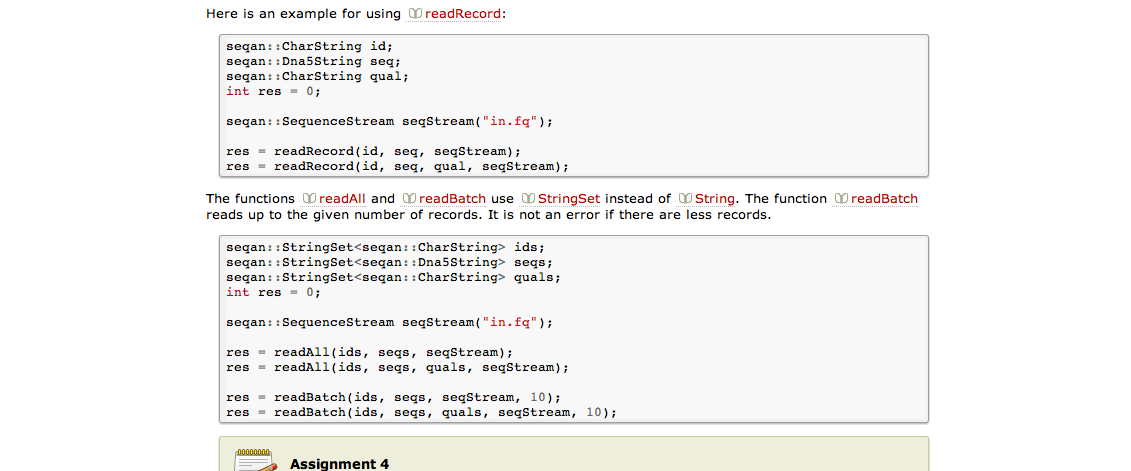 Here is an example for using readRecord:
seqan::CharString id;
seqan::Dna5String seq;
seqan::CharString qual;
int res = 0;
seqan::SequenceStream seqStream("in.fq");
res = readRecord(id, seq, seqStream);
res = readRecord(id, seq, qual, seqStream);
The functions readAll and readBatch use StringSet instead of String. The function readBatch
reads up to the given number of records. It is not an error if there are less records.
seqan::StringSet<seqan::CharString> ids;
seqan::StringSet<seqan::Dna5String> seqs;
seqan::StringSet<seqan::CharString> quals;
int res = 0;
seqan::SequenceStream seqStream("in.fq");
res = readAll(ids, seqs, seqStream);
res = readAll(ids, seqs, quals, seqStream);
res = readBatch(ids, seqs, seqStream, 10);
res = readBatch(ids, seqs, quals, seqStream, 10);
Assignment 4